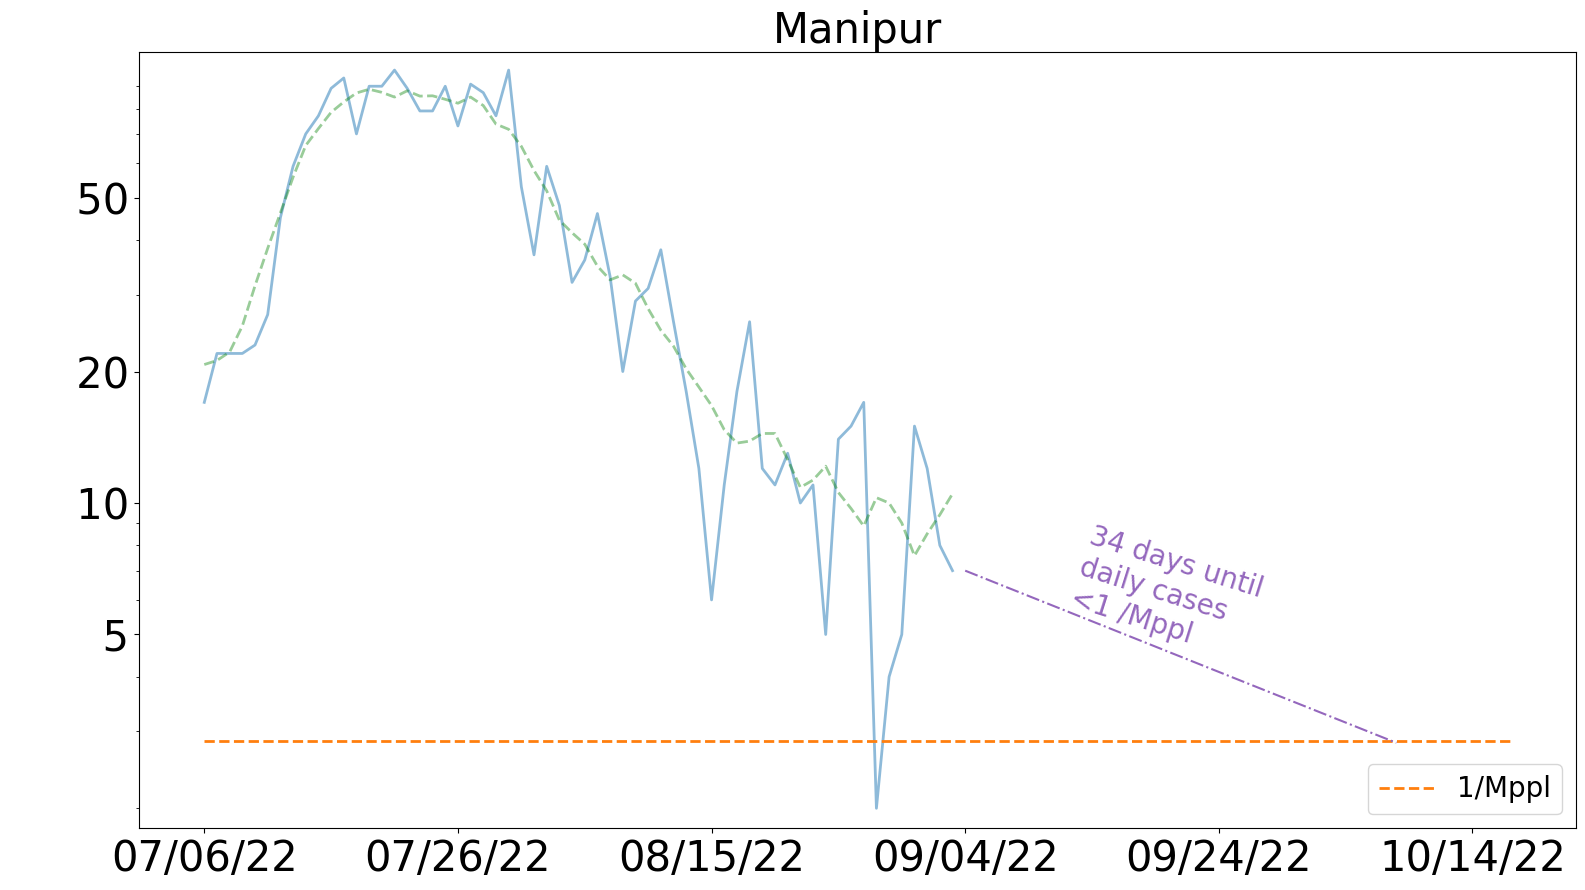 Manipur
50
20
10
5
34 days until
daily cases
<1 /Mppl
1/Mppl
07/06/22 07/26/22 08/15/22 09/04/22 09/24/22 10/14/22